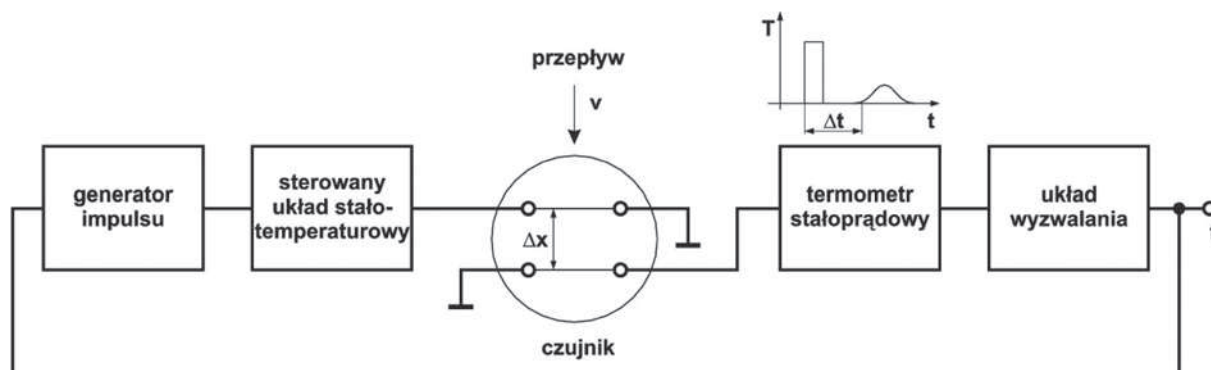 przepływ
v
T
Δt
t
generator
impulsu
sterowany
układ stało-
temperaturowy
Δx
termometr
stałoprądowy
układ
wyzwalania
czujnik